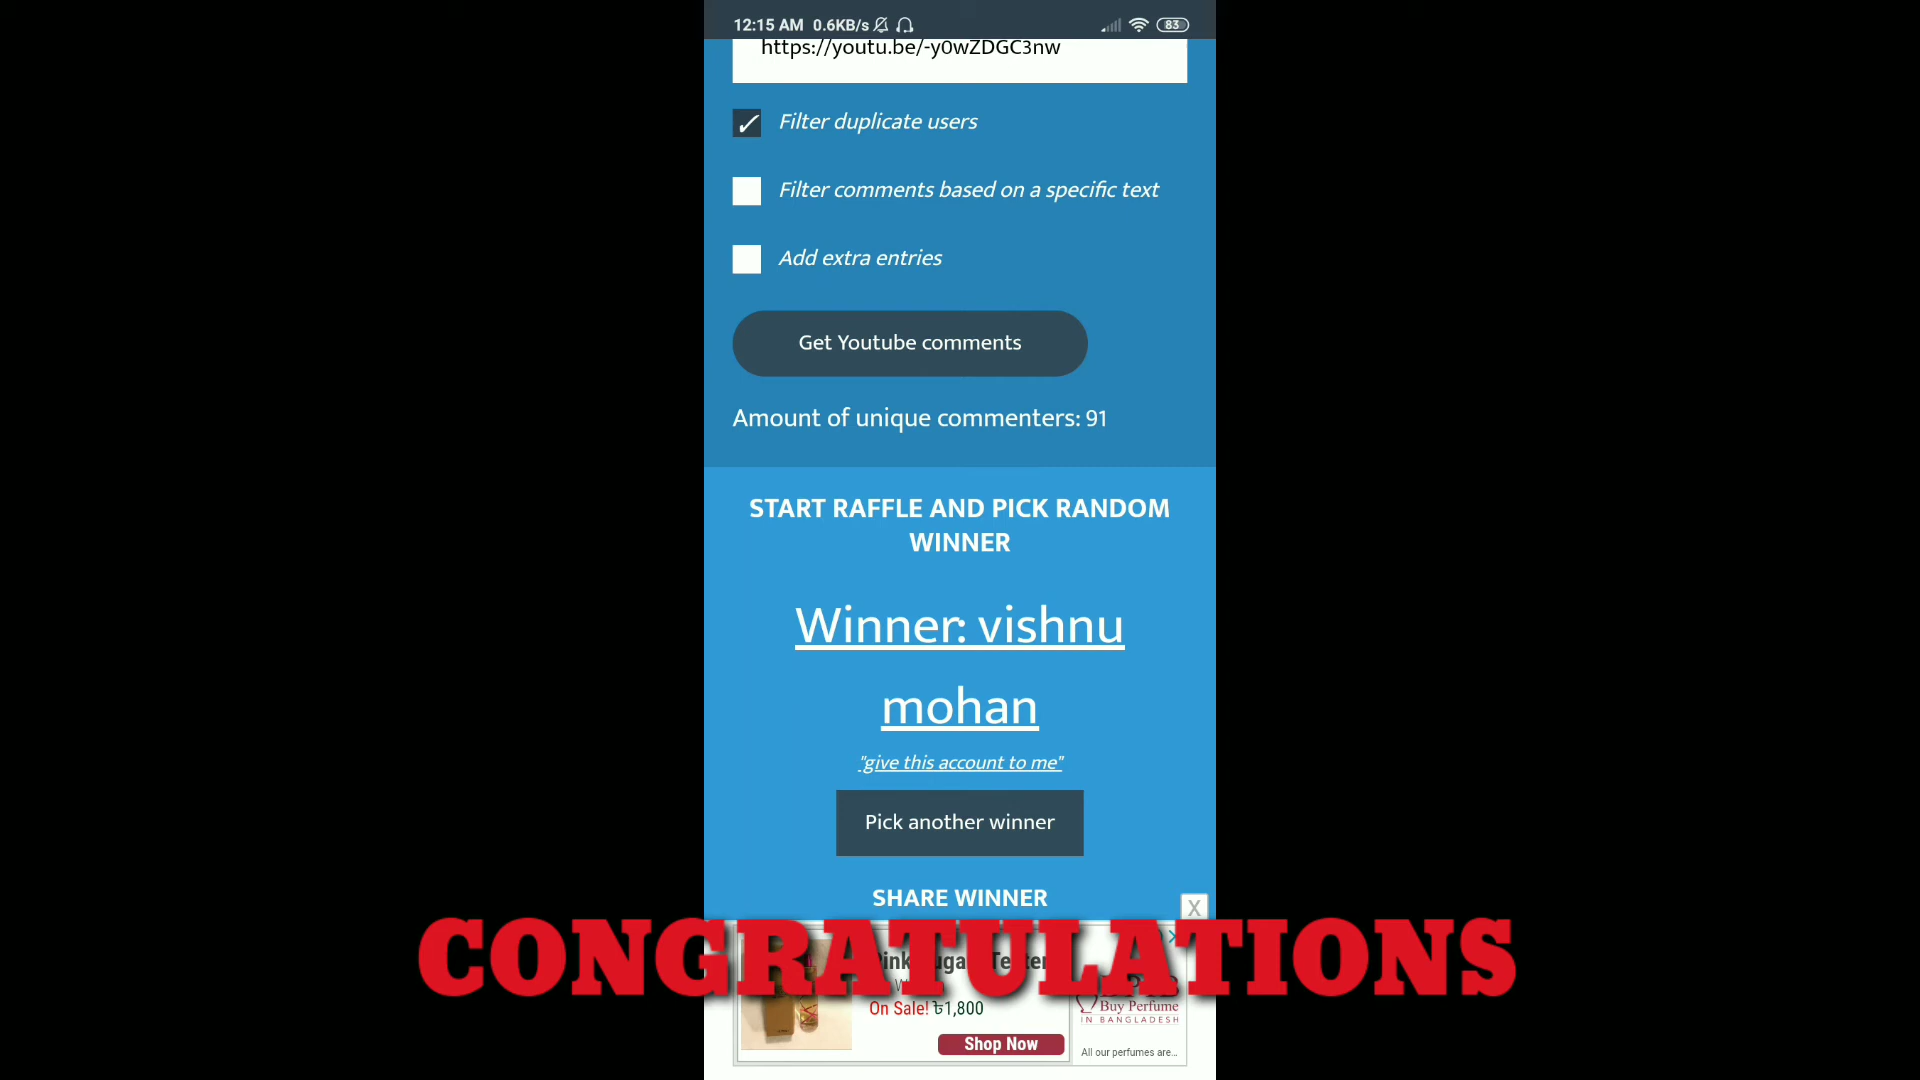 12:15 AM 0.6KB/s
83
https://youtu.be/-y0wZDGC3nw
Filter duplicate users
Filter comments based on a specific text
Add extra entries
Get Youtube comments
Amount of unique commenters: 91
START RAFFLE AND PICK RANDOM
WINNER
Winner: vishnu
mohan
"give this account to me"
Pick another winner
SHARE WINNER
X
CONGRATULATIONS
On Sale! ৳1,800
Shop Now
Buy Perfume
IN BANGLADESH
All our perfumes are...